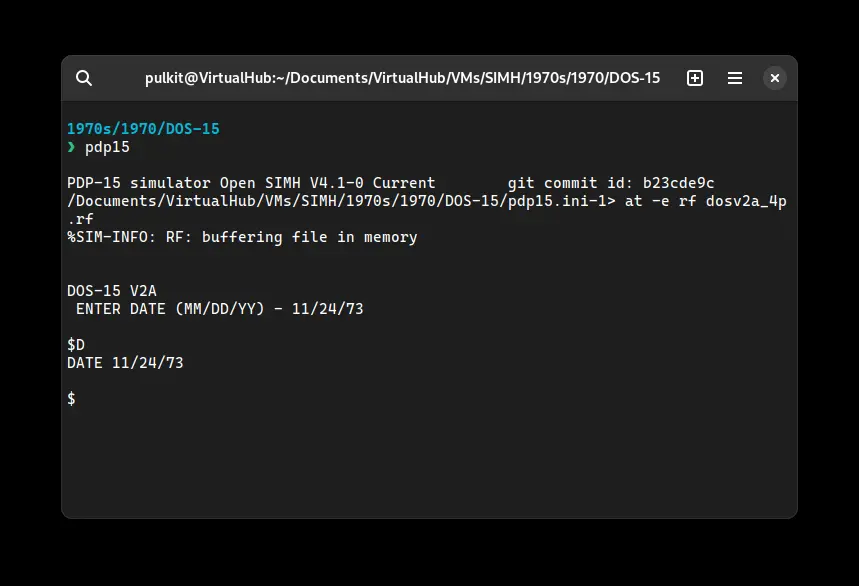 pulkit@VirtualHub:~/Documents/VirtualHub/VMs/SIMH/1970s/1970/DOS-15
1970s/1970/DOS-15
❯ pdp15
PDP-15 simulator Open SIMH V4.1-0 Current        git commit id: b23cde9c
/Documents/VirtualHub/VMs/SIMH/1970s/1970/DOS-15/pdp15.ini-1> at -e rf dosv2a_4p
.rf
%SIM-INFO: RF: buffering file in memory
DOS-15 V2A
 ENTER DATE (MM/DD/YY) - 11/24/73
$D
DATE 11/24/73
$